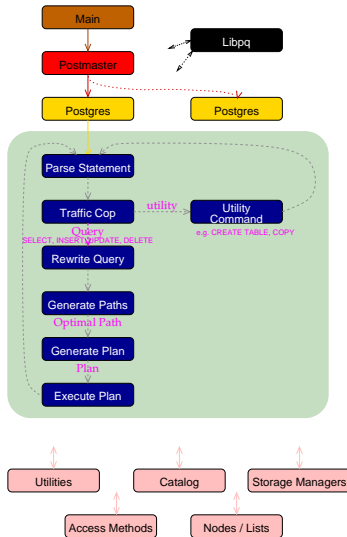 Main
Libpq
Postmaster
Postgres
Postgres
Parse Statement
Traffic Cop
utility
Utility
Command
Query
SELECT, INSERT, UPDATE, DELETE
e.g. CREATE TABLE, COPY
Rewrite Query
Generate Paths
Optimal Path
Generate Plan
Plan
Execute Plan
Utilities
Catalog
Storage Managers
Access Methods
Nodes / Lists